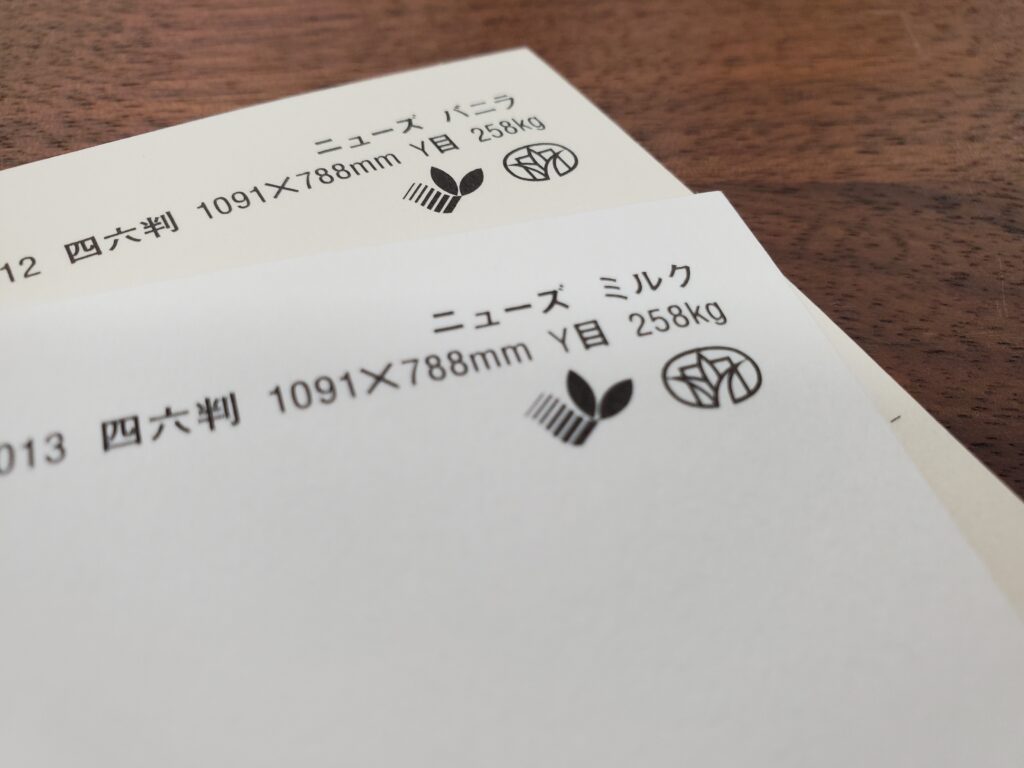 ニューズ バニラ
12 四六判 1091×788mm Y目 258kg
ニューズ ミルク
013 四六判 1091×788mm Y目 258kg